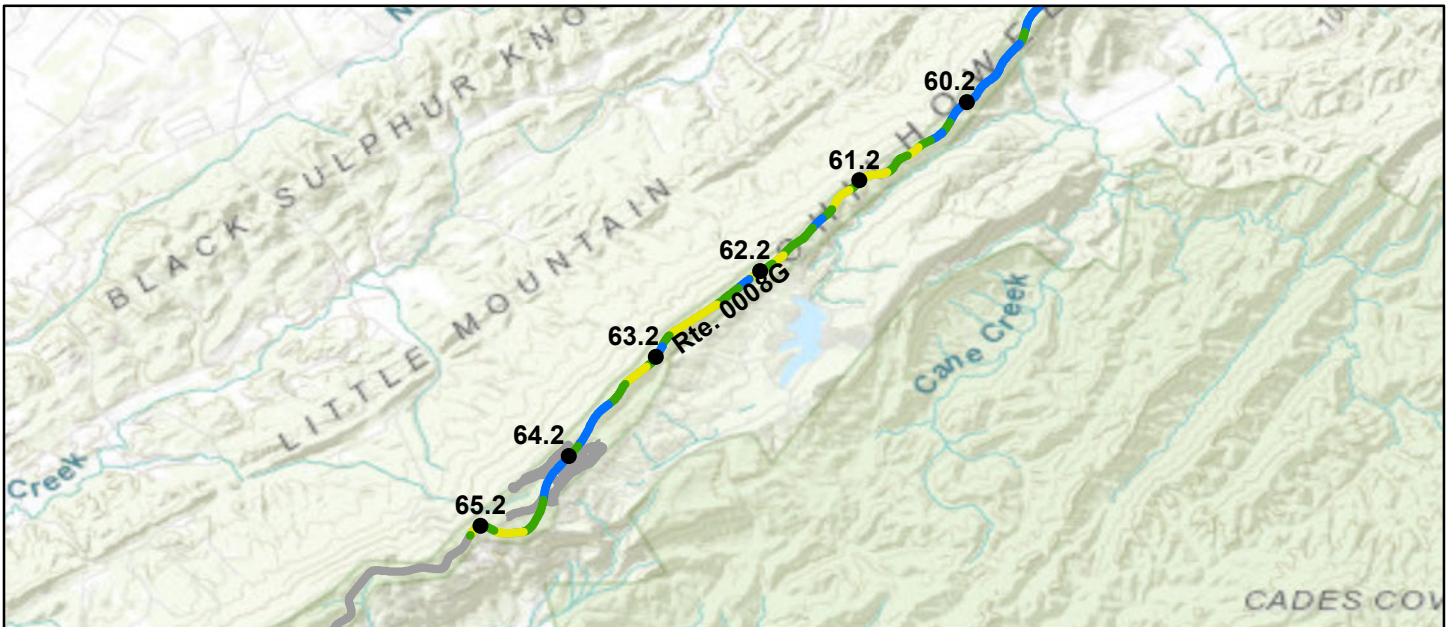 BLACK SULPHUR KNO
60.2
61.2
62.2
Rte. 0008G
63.2
LITTLE MOUNTAIN
Cane Creek
64.2
Creek
65.2
CADES COV